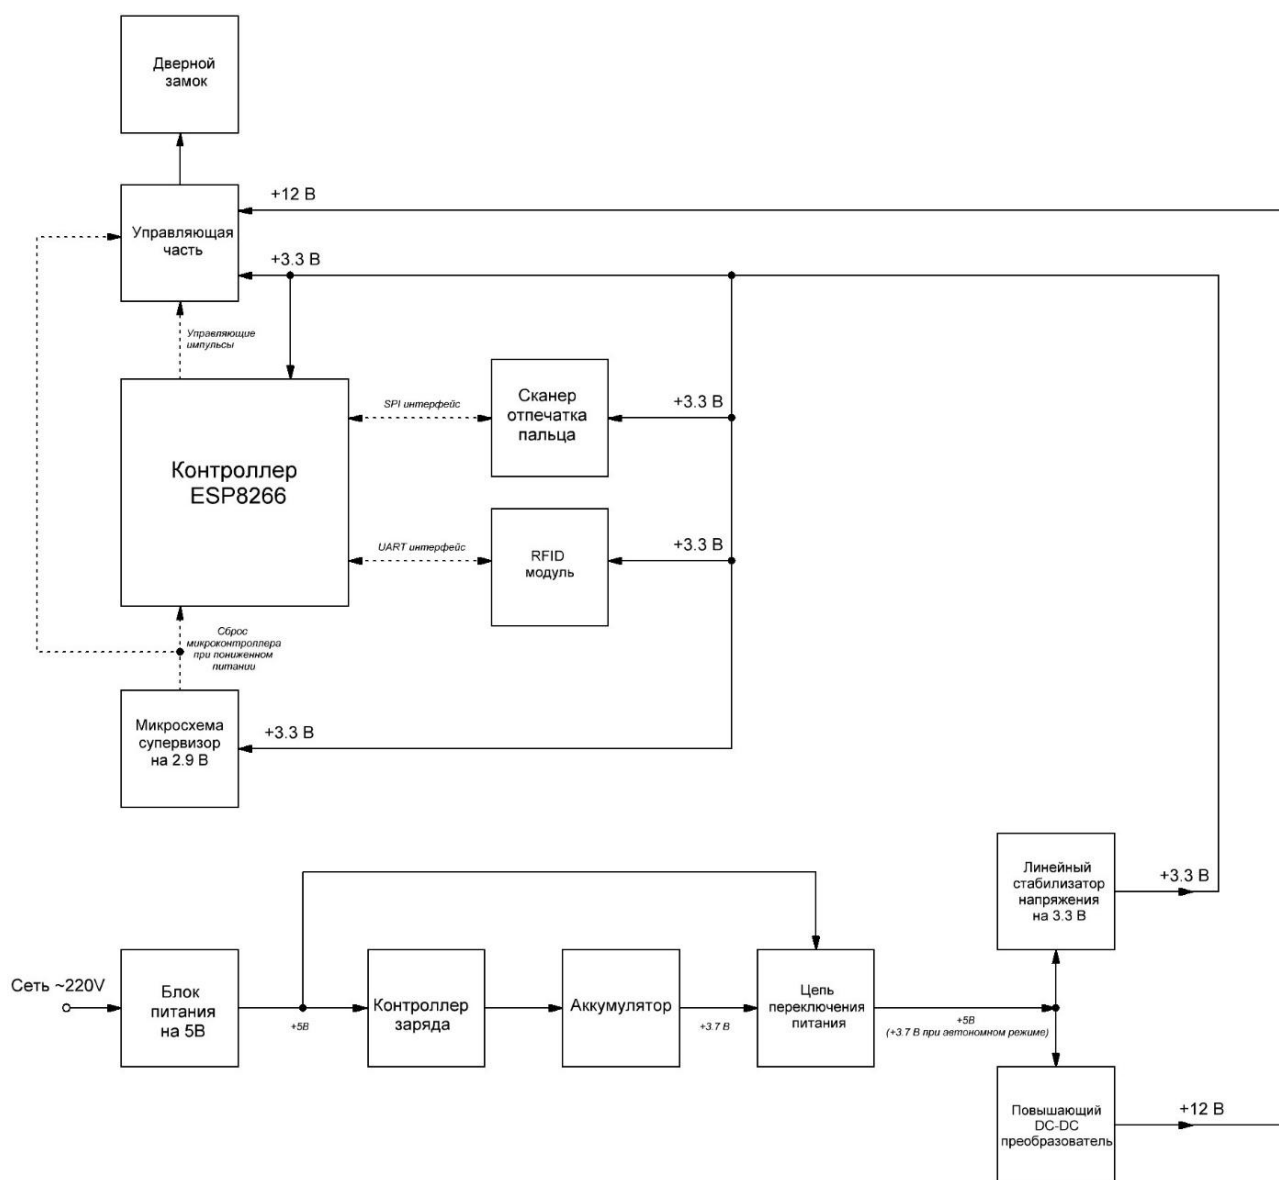 Дверной
замок
+12 В
Управляющая
часть
+3.3 В
Управляющие
импульсы
Сканер
отпечатка
пальца
SPI интерфейс
+3.3 В
Контроллер
ESP8266
UART интерфейс
RFID
модуль
+3.3 В
Сброс
микроконтроллера
при пониженном
питании
Микросхема
супервизор
на 2.9 В
+3.3 В
Линейный
стабилизатор
напряжения
на 3.3 В
+3.3 В
Сеть ~220V
Блок
питания
на 5В
+5В
Контроллер
заряда
Аккумулятор
+3.7 В
Цепь
переключения
питания
+5В
(+3.7 В при автономном режиме)
Повышающий
DC-DC
преобразователь
+12 В